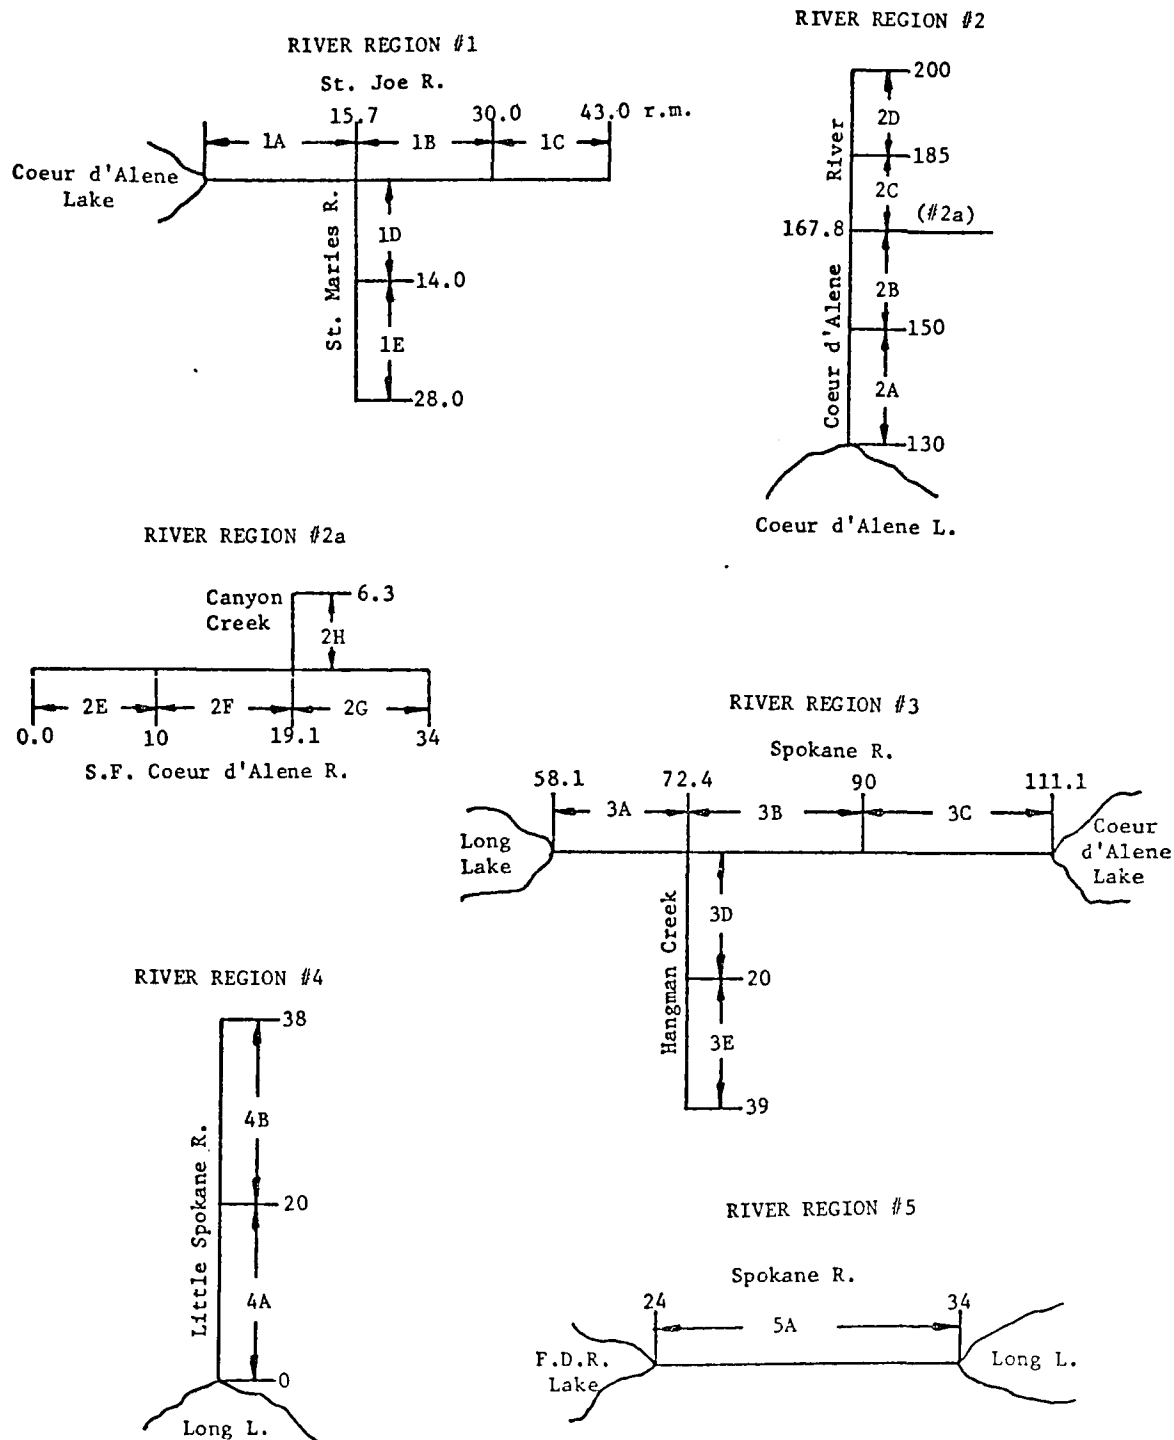 RIVER REGION #1
St. Joe R.
15.7 30.0 43.0 r.m.
1A 1B 1C
Coeur d'Alene
Lake
St. Maries R.
1D
14.0
1E
28.0
RIVER REGION #2
200
2D
River
185
2C
(#2a)
167.8
2B
Coeur d'Alene
150
2A
130
Coeur d'Alene L.
RIVER REGION #2a
Canyon
Creek
6.3
2H
2E 2F 2G
0.0 10 19.1 34
S.F. Coeur d'Alene R.
RIVER REGION #3
Spokane R.
58.1 72.4 90 111.1
3A 3B 3C
Long
Lake
Coeur
d'Alene
Lake
Hangman Creek
3D
20
3E
39
RIVER REGION #4
38
4B
Little Spokane R.
20
4A
0
Long L.
RIVER REGION #5
Spokane R.
24 34
5A
F.D.R.
Lake
Long L.